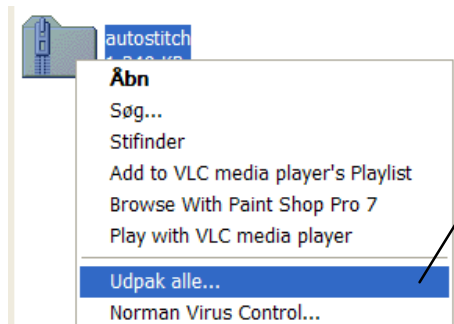 autostitch
Åbn
Søg...
Stifinder
Add to VLC media player's Playlist
Browse With Paint Shop Pro 7
Play with VLC media player
Udpak alle...
Norman Virus Control...